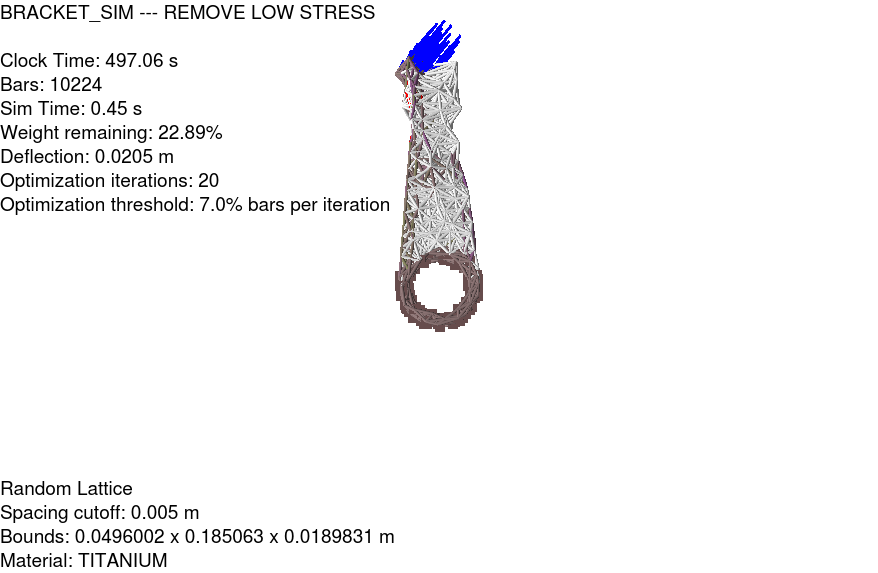 BRACKET_SIM --- REMOVE LOW STRESS
Clock Time: 497.06 s
Bars: 10224
Sim Time: 0.45 s
Weight remaining: 22.89%
Deflection: 0.0205 m
Optimization iterations: 20
Optimization threshold: 7.0% bars per iteration
Random Lattice
Spacing cutoff: 0.005 m
Bounds: 0.0496002 x 0.185063 x 0.0189831 m
Material: TITANIUM